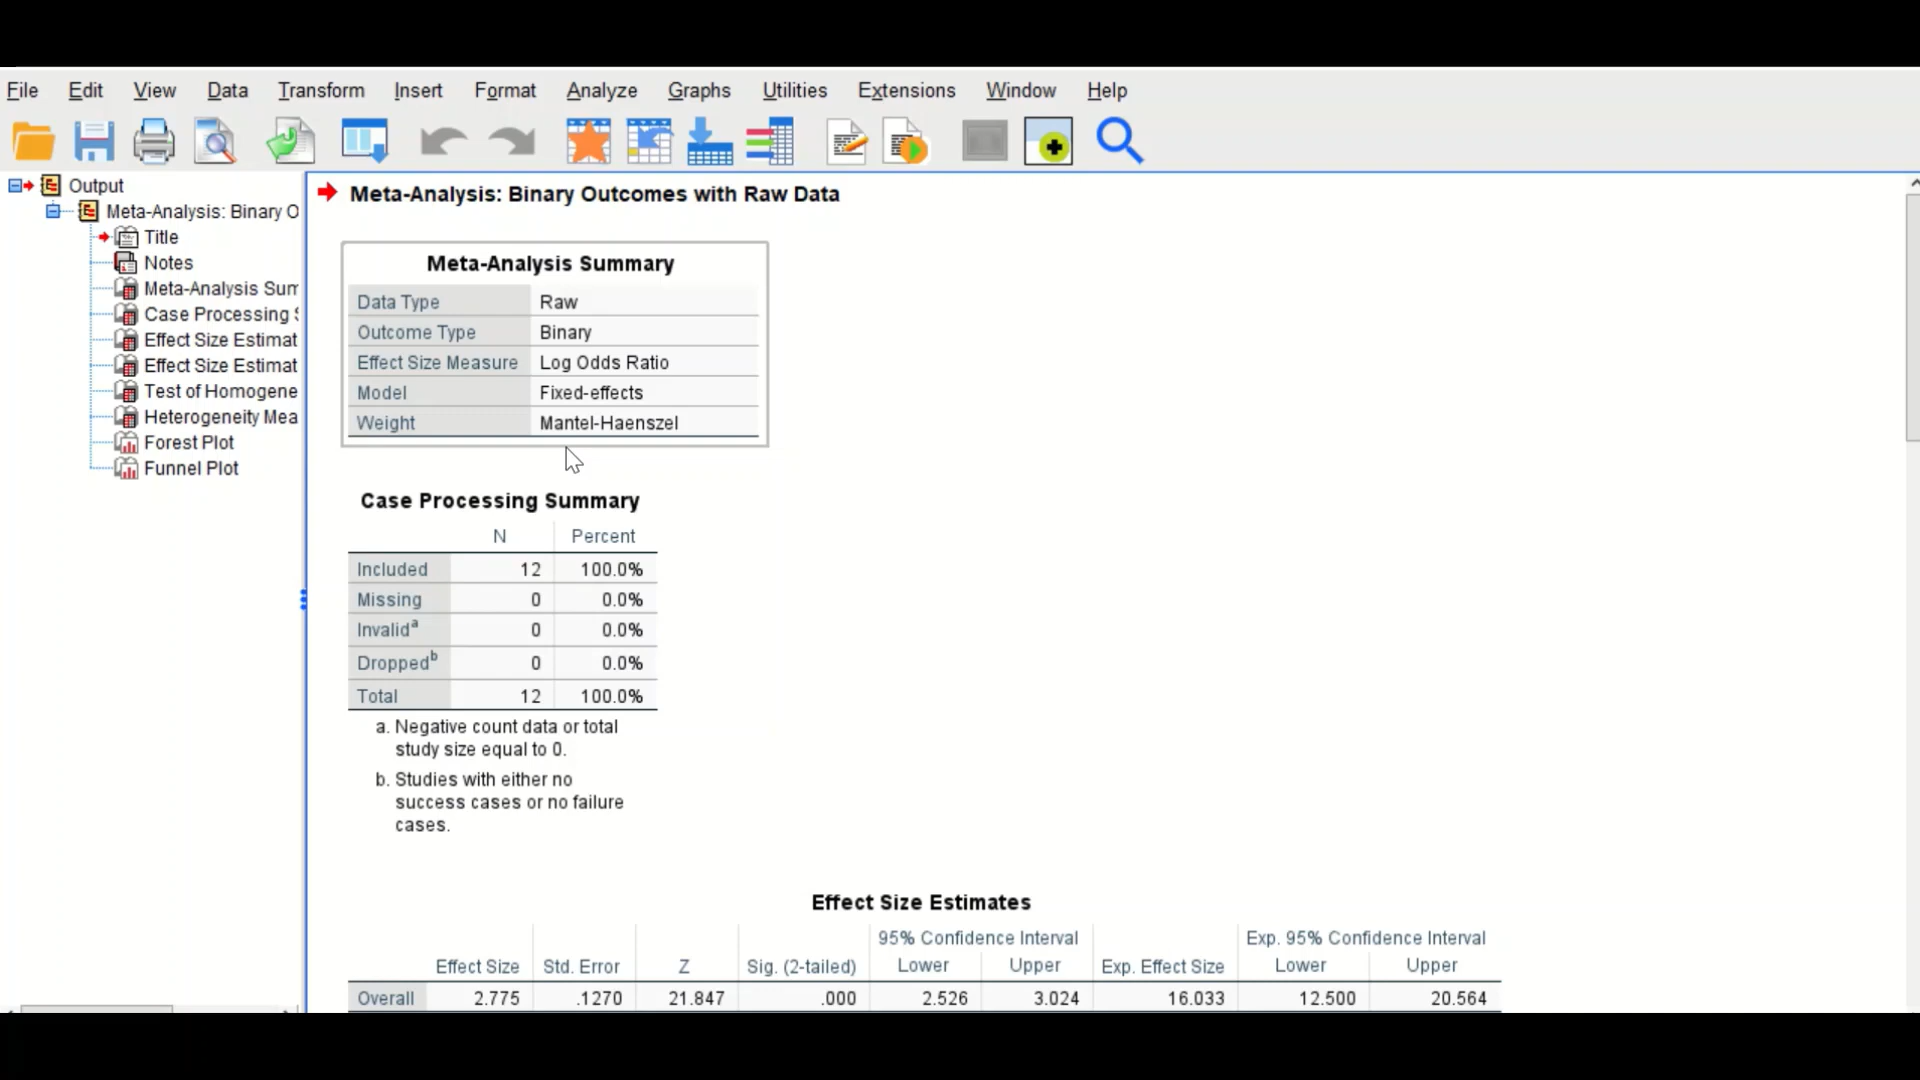 File Edit View Data Transform Insert Format Analyze Graphs Utilities Extensions Window Help
Output
Meta-Analysis: Binary O
Title
Notes
Meta-Analysis Sum
Case Processing S
Effect Size Estimat
Effect Size Estimat
Test of Homogene
Heterogeneity Mea
Forest Plot
Funnel Plot
Meta-Analysis: Binary Outcomes with Raw Data
Meta-Analysis Summary
Data Type Raw
Outcome Type Binary
Effect Size Measure Log Odds Ratio
Model Fixed-effects
Weight Mantel-Haenszel
Case Processing Summary
N Percent
Included 12 100.0%
Missing 0 0.0%
Invalid^a 0 0.0%
Dropped^b 0 0.0%
Total 12 100.0%
a. Negative count data or total
study size equal to 0.
b. Studies with either no
success cases or no failure
cases.
Effect Size Estimates
95% Confidence Interval Exp. 95% Confidence Interval
Effect Size Std. Error Z Sig. (2-tailed) Lower Upper Exp. Effect Size Lower Upper
Overall 2.775 .1270 21.847 .000 2.526 3.024 16.033 12.500 20.564